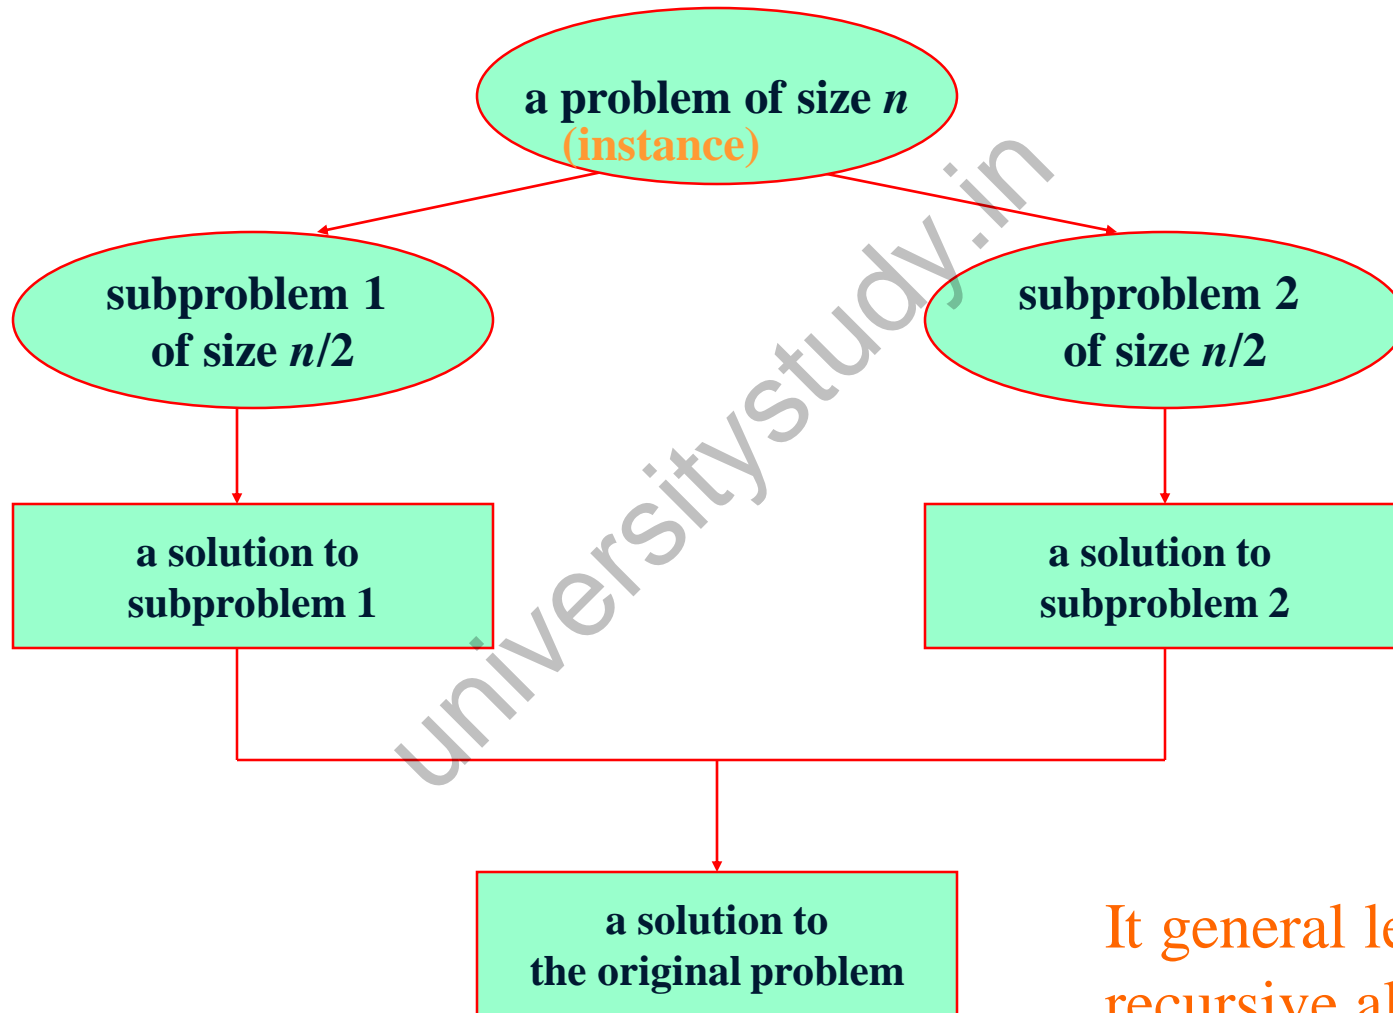 a problem of size n
(instance)
subproblem 1
of size n/2
subproblem 2
of size n/2
a solution to
subproblem 1
a solution to
subproblem 2
a solution to
the original problem
It general
recursive
universitystudy.in